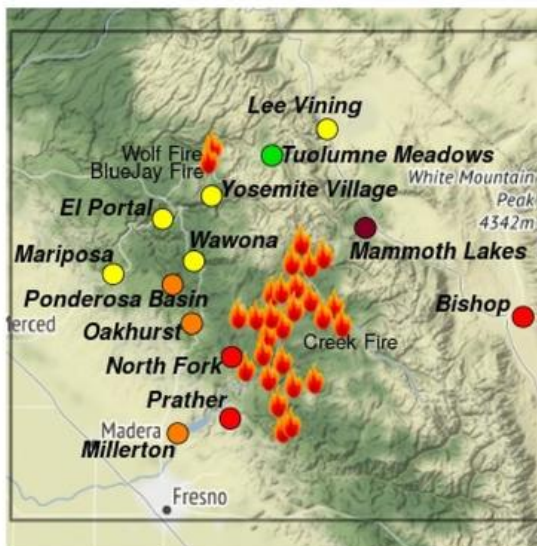 Lee Vining
Wolf Fire
Tuolumne Meadows
BlueJay Fire
White Mountain
Peak
4342m
Yosemite Village
El Portal
Wawona
Mammoth Lakes
Mariposa
Ponderosa Basin
Bishop
erced
Oakhurst
Creek Fire
North Fork
Prather
Madera
Millerton
Fresno